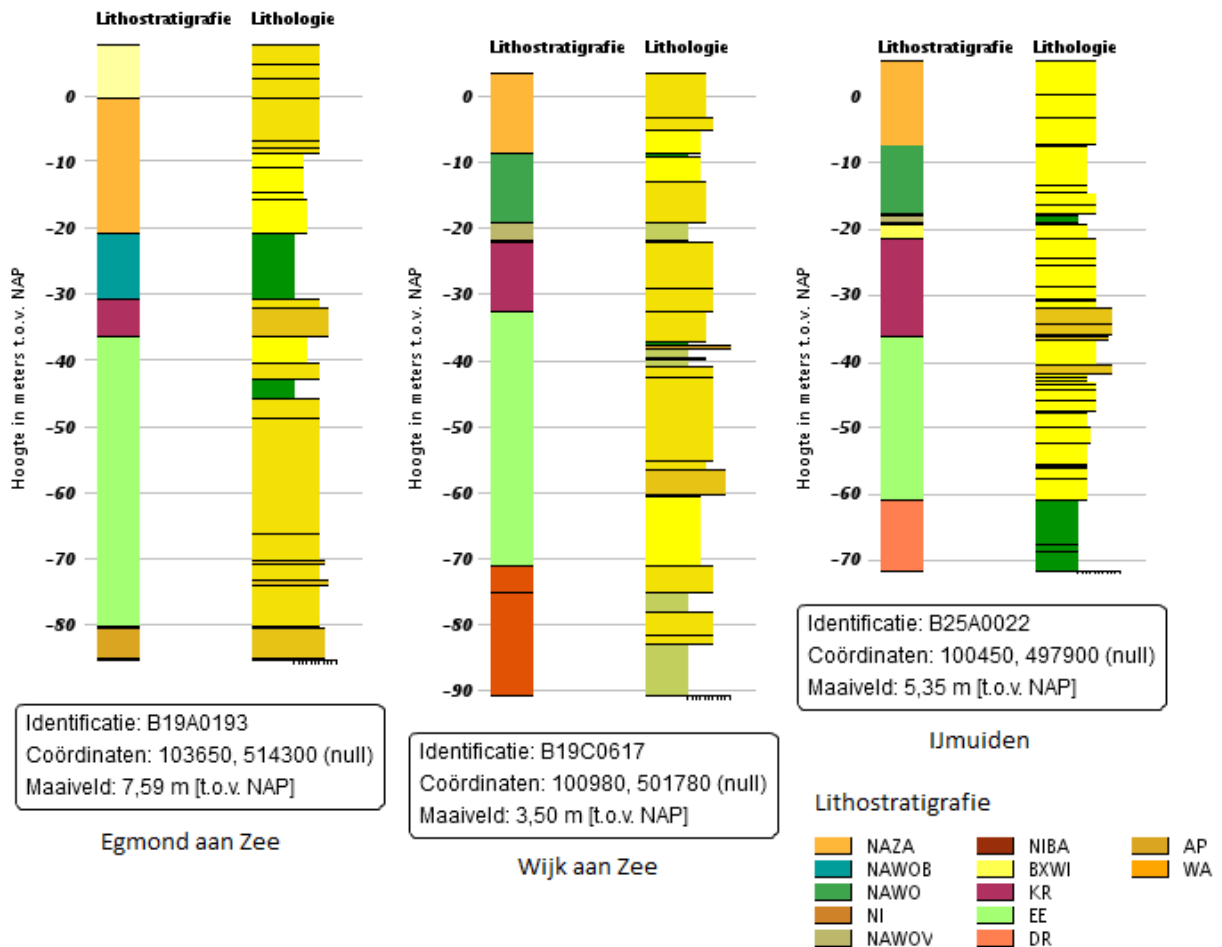 Lithostratigrafie Lithologie
0
-10
-20
-30
-40
-50
-60
-70
-80
Hoogte in meters t.o.v. NAP
Identificatie: B19A0193
Coördinaten: 103650, 514300 (null)
Maaiveld: 7,59 m [t.o.v. NAP]
Egmond aan Zee
Lithostratigrafie Lithologie
0
-10
-20
-30
-40
-50
-60
-70
-80
-90
Hoogte in meters t.o.v. NAP
Identificatie: B19C0617
Coördinaten: 100980, 501780 (null)
Maaiveld: 3,50 m [t.o.v. NAP]
Wijk aan Zee
Lithostratigrafie Lithologie
0
-10
-20
-30
-40
-50
-60
-70
Hoogte in meters t.o.v. NAP
Identificatie: B25A0022
Coördinaten: 100450, 497900 (null)
Maaiveld: 5,35 m [t.o.v. NAP]
IJmuiden
Lithostratigrafie
NAZA
NAWOB
NAWO
NI
NAWOV
NIBA
BXWI
KR
EE
DR
AP
WA